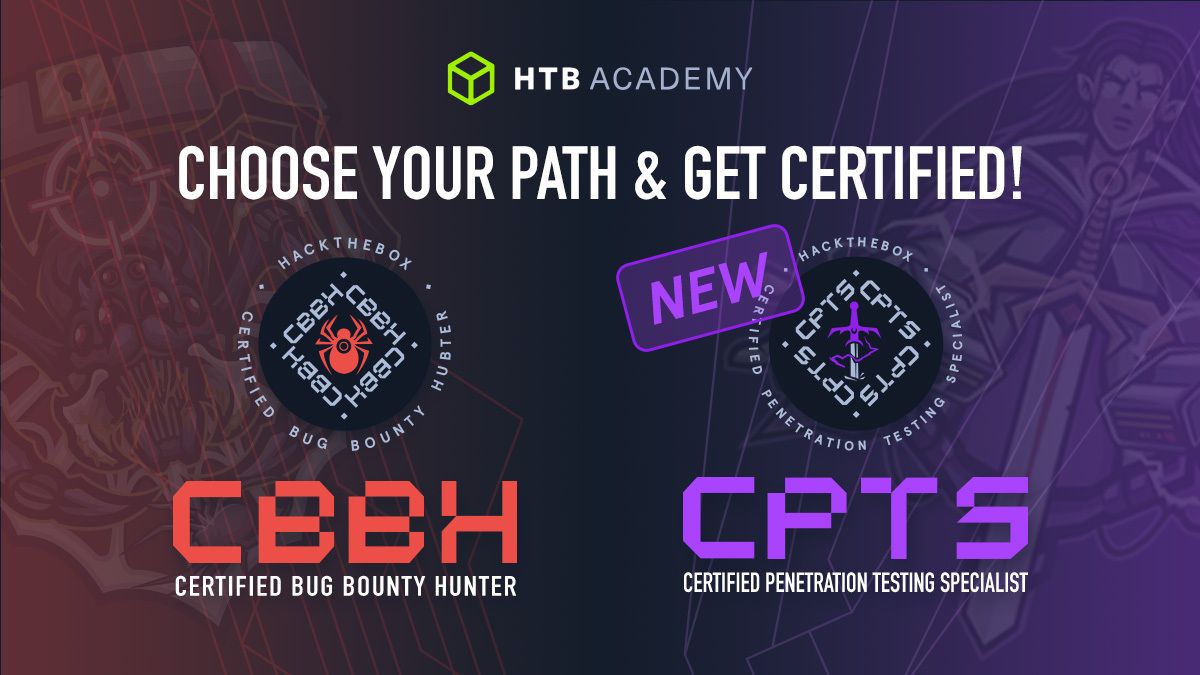 HTB ACADEMY
CHOOSE YOUR PATH & GET CERTIFIED!
HACKTHEBOX
CERTIFIED BUG BOUNTY HUBTER
CBBH CBBH CBBH CBBH
NEW
HACKTHEBOX
CERTIFIED PENETRATION TESTING SPECIALIST
CPTS CPTS CPTS CPTS
CBBH
CERTIFIED BUG BOUNTY HUNTER
CPTS
CERTIFIED PENETRATION TESTING SPECIALIST